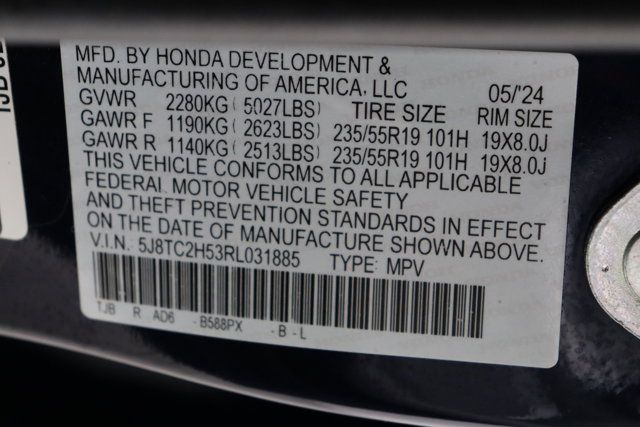 MFD. BY HONDA DEVELOPMENT &
MANUFACTURING OF AMERICA, LLC 05/'24
GVWR 2280KG( 5027LBS) TIRE SIZE RIM SIZE
GAWR F 1190KG( 2623LBS) 235/55R19 101H 19X8.0J
GAWR R 1140KG( 2513LBS) 235/55R19 101H 19X8.0J
THIS VEHICLE CONFORMS TO ALL APPLICABLE
FEDERAL MOTOR VEHICLE SAFETY
AND THEFT PREVENTION STANDARDS IN EFFECT
ON THE DATE OF MANUFACTURE SHOWN ABOVE.
V.I.N.: 5J8TC2H53RL031885 TYPE: MPV
TJB R AD6 - B588PX - B - L